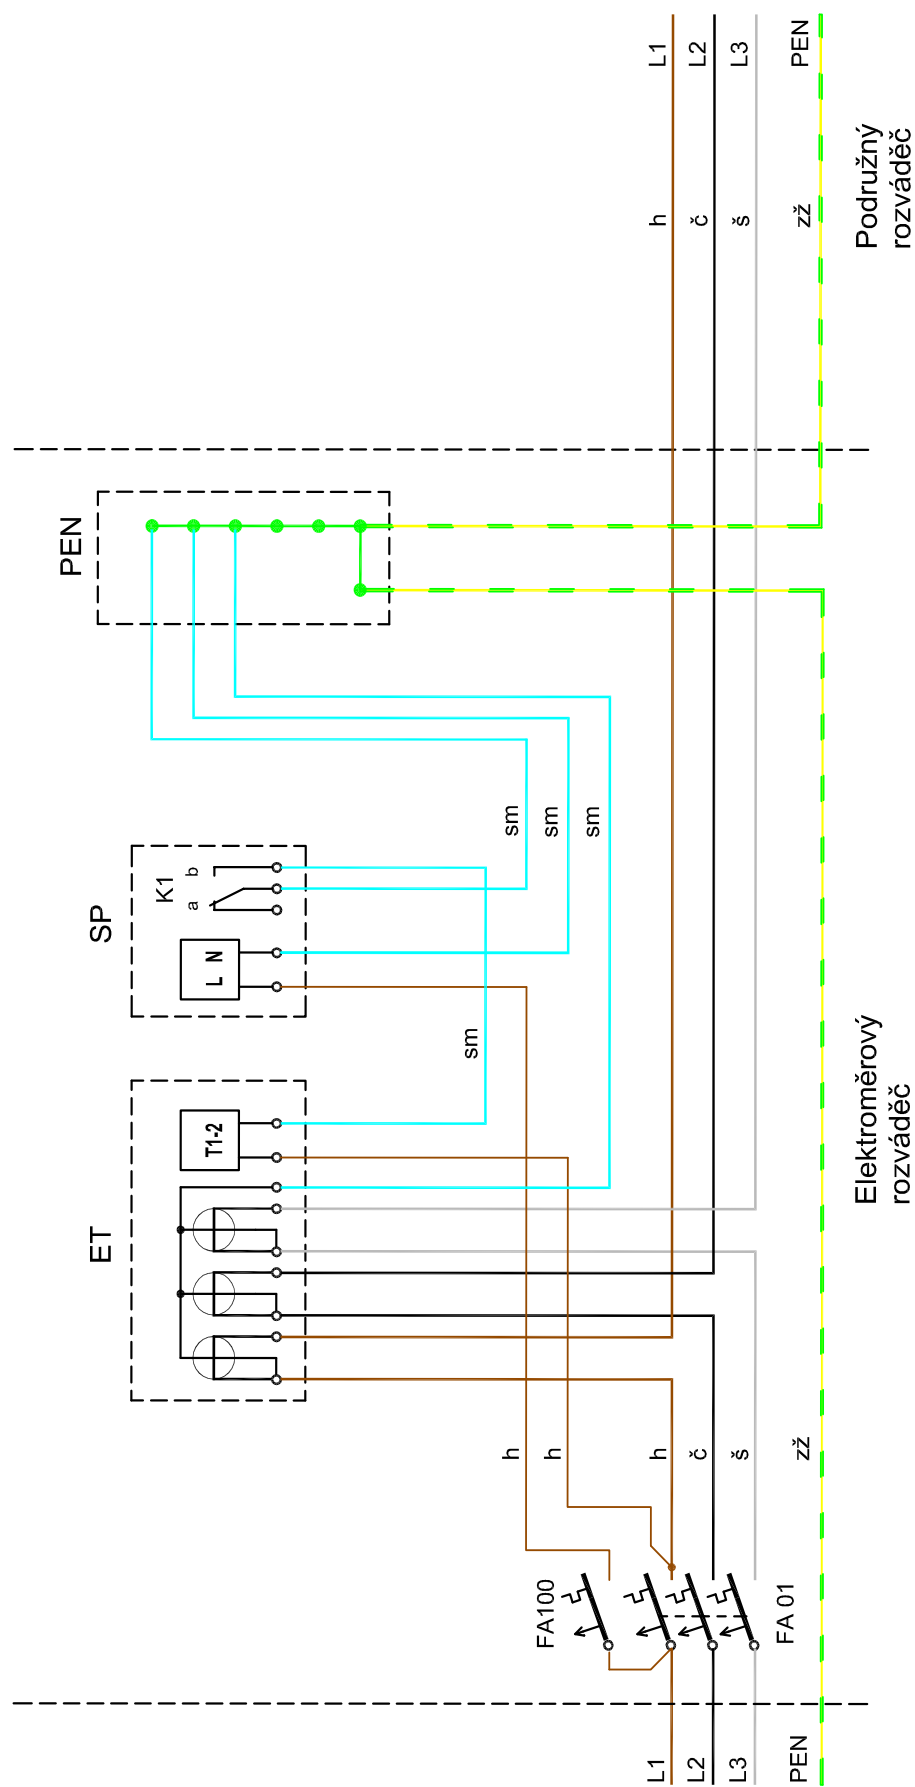 PEN
SP
ET
K1
a
b
L N
T1-2
sm
sm
sm
sm
h
h
h
č
š
zž
h
č
š
zž
FA100
FA 01
L1
L2
L3
PEN
L1
L2
L3
PEN
Elektroměrový
rozváděč
Podružný
rozváděč